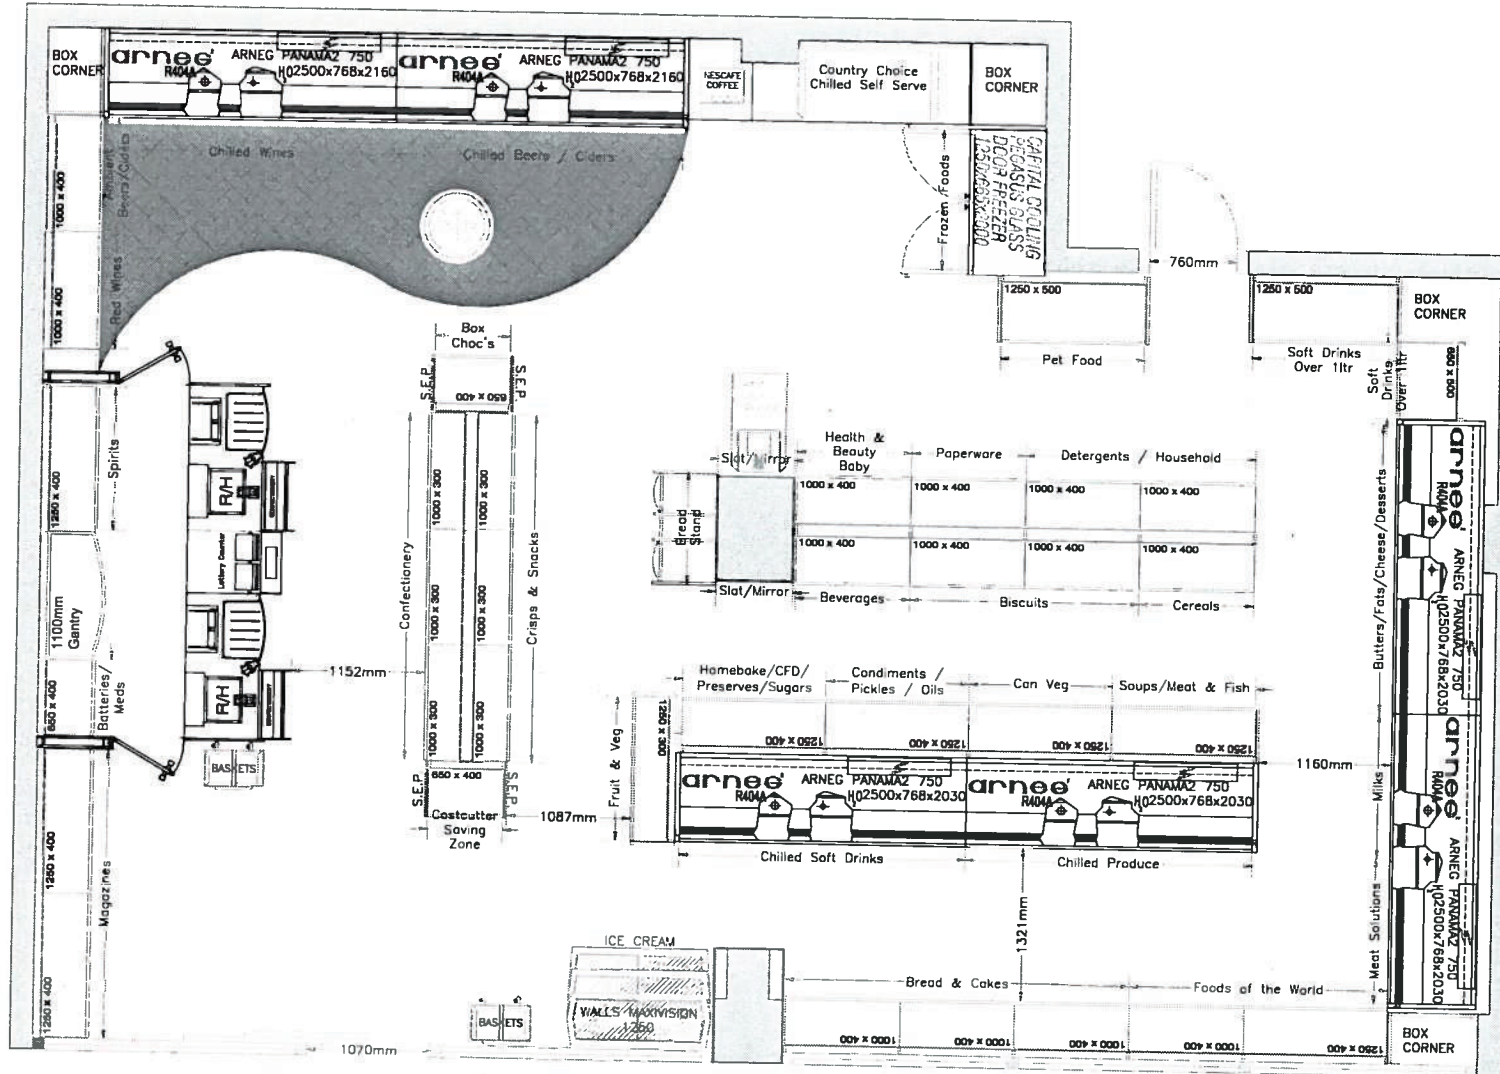 BOX
CORNER
arneg
R404A
ARNEG PANAMA2 750
H02500x768x2160
arneg
R404A
ARNEG PANAMA2 750
H02500x768x2160
NESCAFE
COFFEE
Country Choice
Chilled Self Serve
BOX
CORNER
Chilled Wines
Chilled Beers / Ciders
Ambient
Beers/Ciders
Red Wines
1000 x 400
1000 x 400
Frozen Foods
CAPITAL COOLING
PEGASUS GLASS
DOOR FREEZER
1250x665x2000
760mm
1250 x 500
Pet Food
1250 x 500
Soft Drinks
Over 1ltr
BOX
CORNER
Soft
Drinks
Over 1ltr
650 x 500
Box
Choc's
S.E.P.
S.E.P.
650 x 400
Confectionery
Crisps & Snacks
1000 x 300
1000 x 300
1000 x 300
1000 x 300
1000 x 300
1000 x 300
650 x 400
S.E.P.
S.E.P.
Costcutter
Saving
Zone
Spirits
1250 x 400
1100mm
Gantry
Batteries/
Meds
650 x 400
R/H
Lottery Counter
R/H
BASKETS
1152mm
Magazines
1250 x 400
1250 x 400
Slat/Mirror
Bread
Stand
Slat/Mirror
Health &
Beauty
Baby
Paperware
Detergents / Household
1000 x 400
1000 x 400
1000 x 400
1000 x 400
1000 x 400
1000 x 400
1000 x 400
1000 x 400
Beverages
Biscuits
Cereals
Homebake/CFD/
Preserves/Sugars
Condiments /
Pickles / Oils
Can Veg
Soups/Meat & Fish
1250 x 400
1250 x 400
1250 x 400
1250 x 400
Fruit & Veg
1250 x 300
arneg
R404A
ARNEG PANAMA2 750
H02500x768x2030
arneg
R404A
ARNEG PANAMA2 750
H02500x768x2030
Chilled Soft Drinks
Chilled Produce
1087mm
1160mm
1321mm
Butters/Fats/Cheese/Desserts
Milks
Meat Solutions
arneg
R404A
ARNEG PANAMA2 750
H02500x768x2030
arneg
R404A
ARNEG PANAMA2 750
H02500x768x2030
ICE CREAM
WALLS MAXIVISION
1260
BASKETS
1070mm
Bread & Cakes
Foods of the World
1000 x 400
1000 x 400
1000 x 400
1000 x 400
1250 x 400
BOX
CORNER